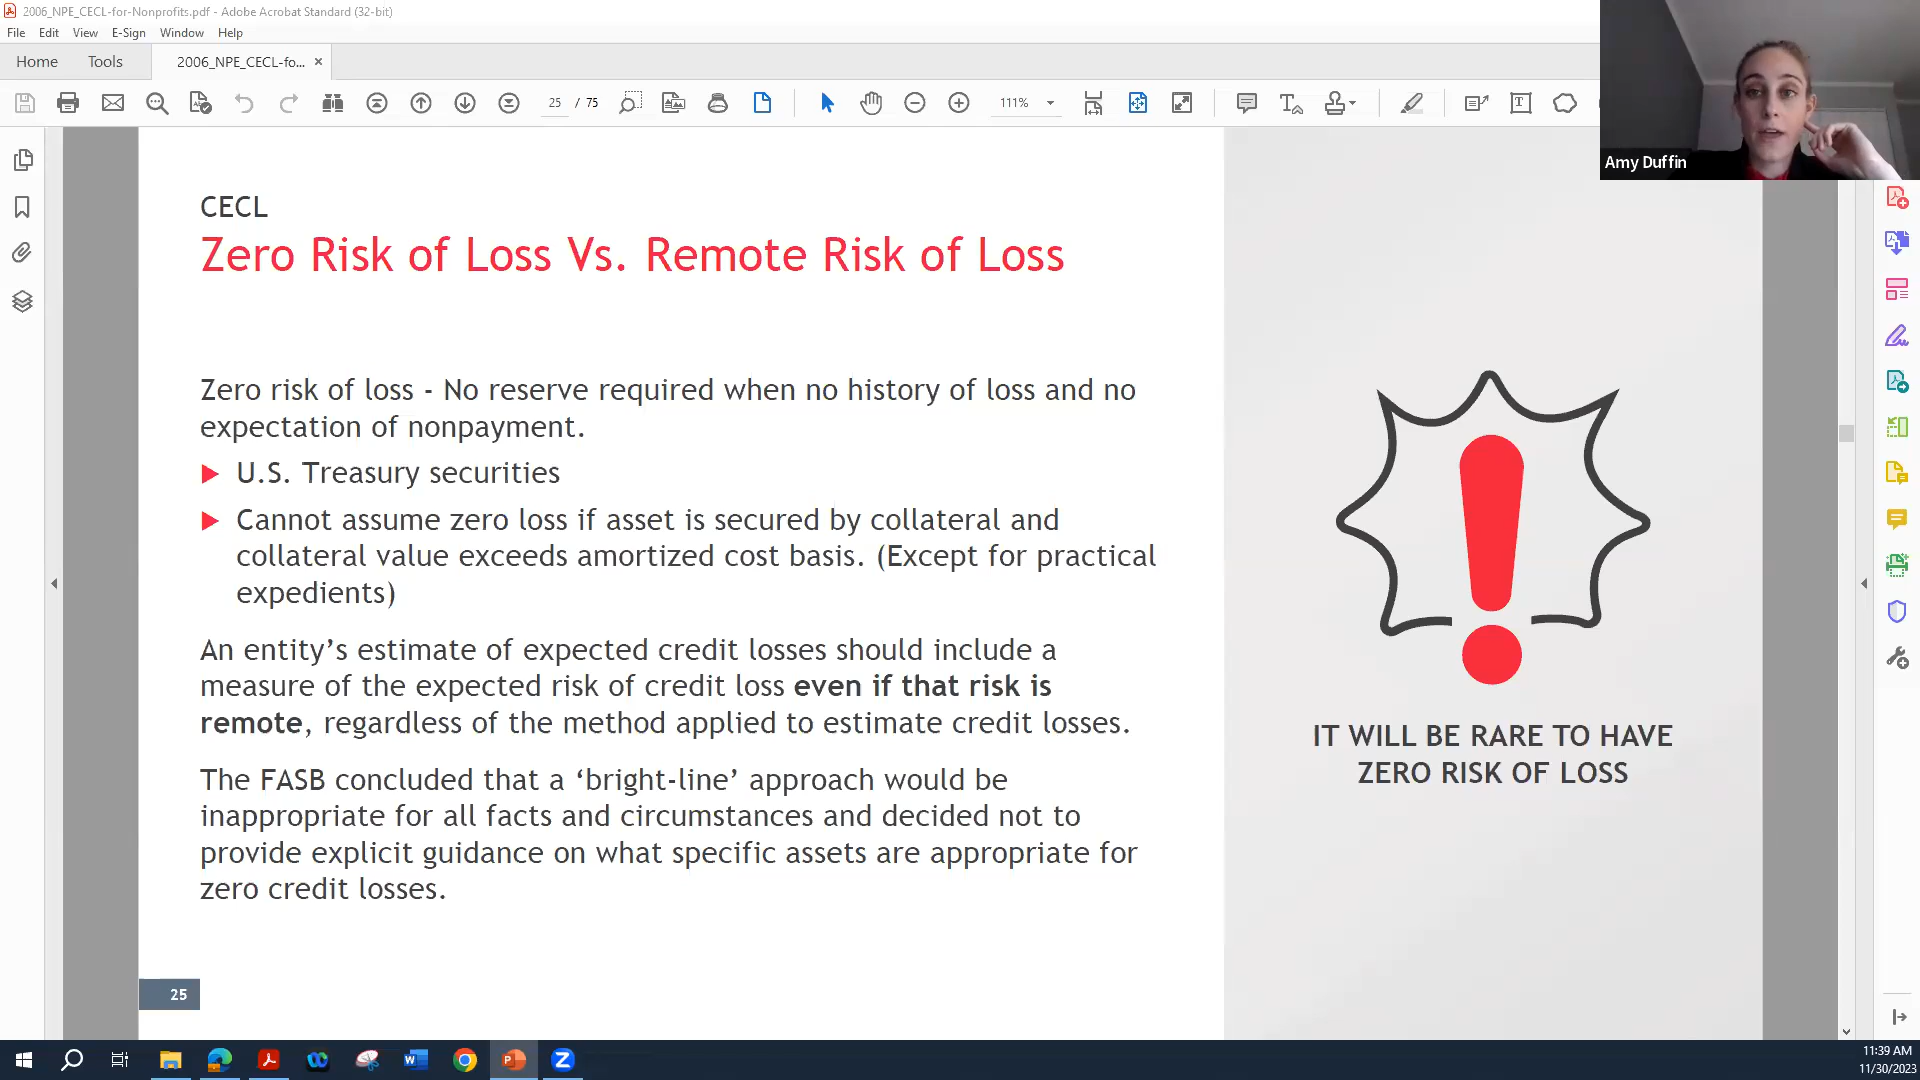 2006_NPE_CECL-for-Nonprofits.pdf - Adobe Acrobat Standard (32-bit)
File Edit View E-Sign Window Help
Home Tools 2006_NPE_CECL-fo... ×
25 / 75 111%
Amy Duffin
CECL
Zero Risk of Loss Vs. Remote Risk of Loss
Zero risk of loss - No reserve required when no history of loss and no
expectation of nonpayment.
U.S. Treasury securities
Cannot assume zero loss if asset is secured by collateral and
collateral value exceeds amortized cost basis. (Except for practical
expedients)
An entity’s estimate of expected credit losses should include a
measure of the expected risk of credit loss even if that risk is
remote, regardless of the method applied to estimate credit losses.
The FASB concluded that a ‘bright-line’ approach would be
inappropriate for all facts and circumstances and decided not to
provide explicit guidance on what specific assets are appropriate for
zero credit losses.
25
IT WILL BE RARE TO HAVE
ZERO RISK OF LOSS
11:39 AM
11/30/2023